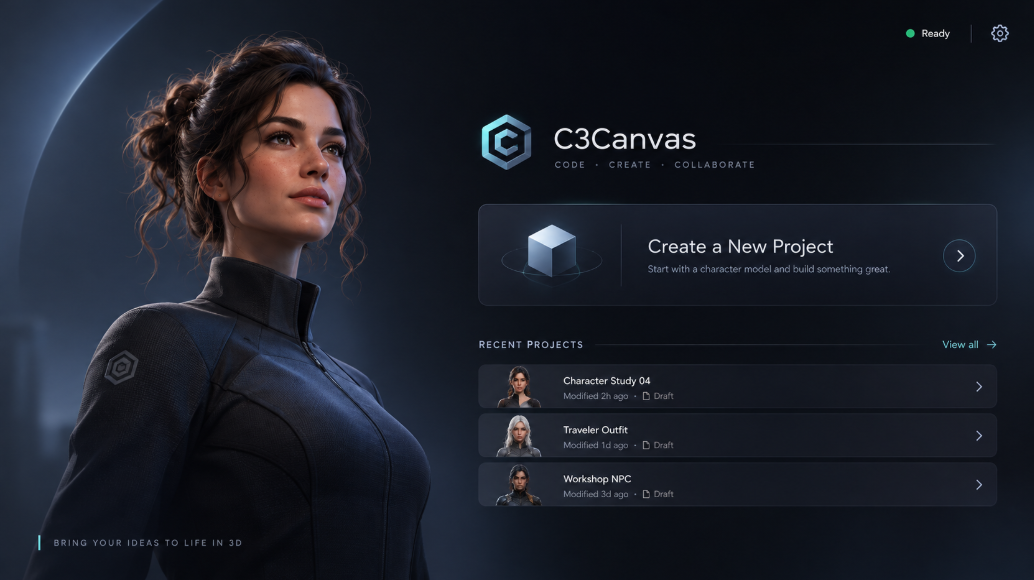 Ready
C3Canvas
CODE · CREATE · COLLABORATE
Create a New Project
Start with a character model and build something great.
RECENT PROJECTS
View all →
Character Study 04
Modified 2h ago · Draft
Traveler Outfit
Modified 1d ago · Draft
Workshop NPC
Modified 3d ago · Draft
BRING YOUR IDEAS TO LIFE IN 3D